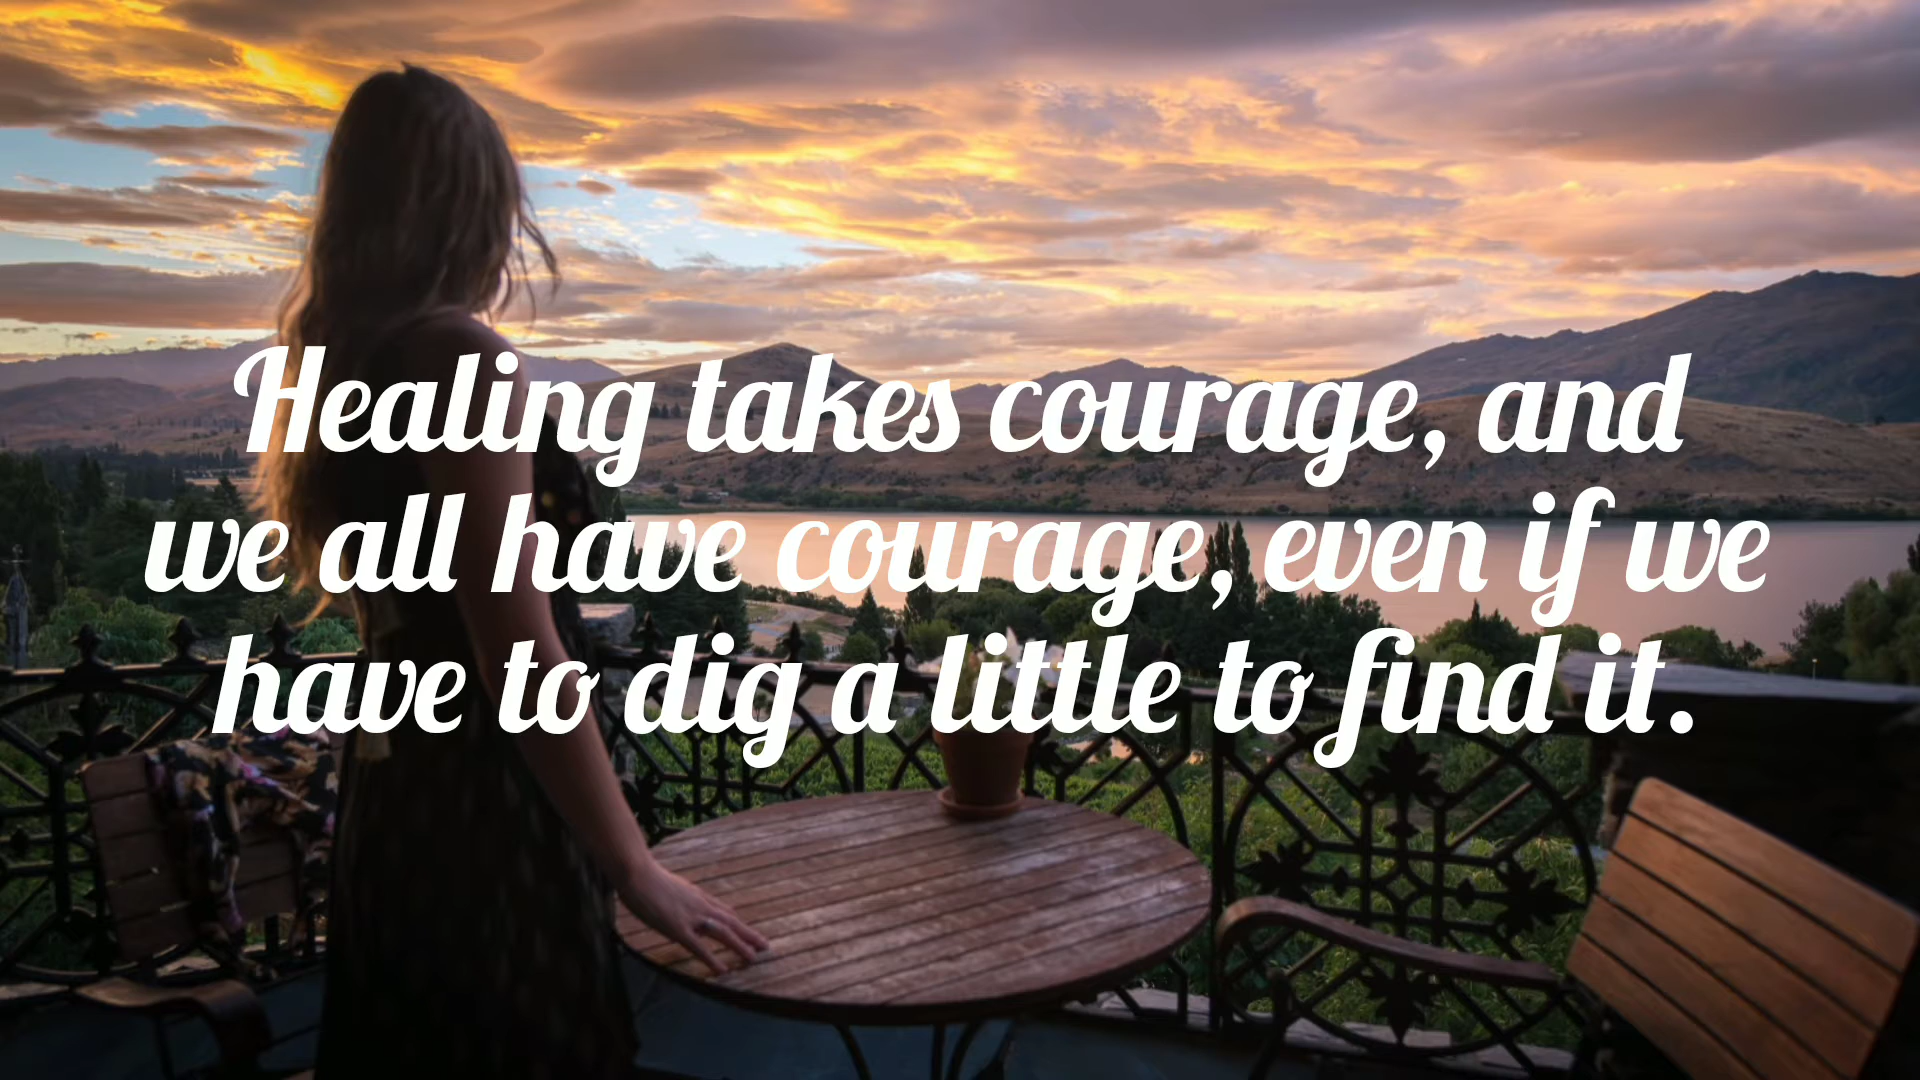 Healing takes courage, and
we all have courage, even if we
have to dig a little to find it.